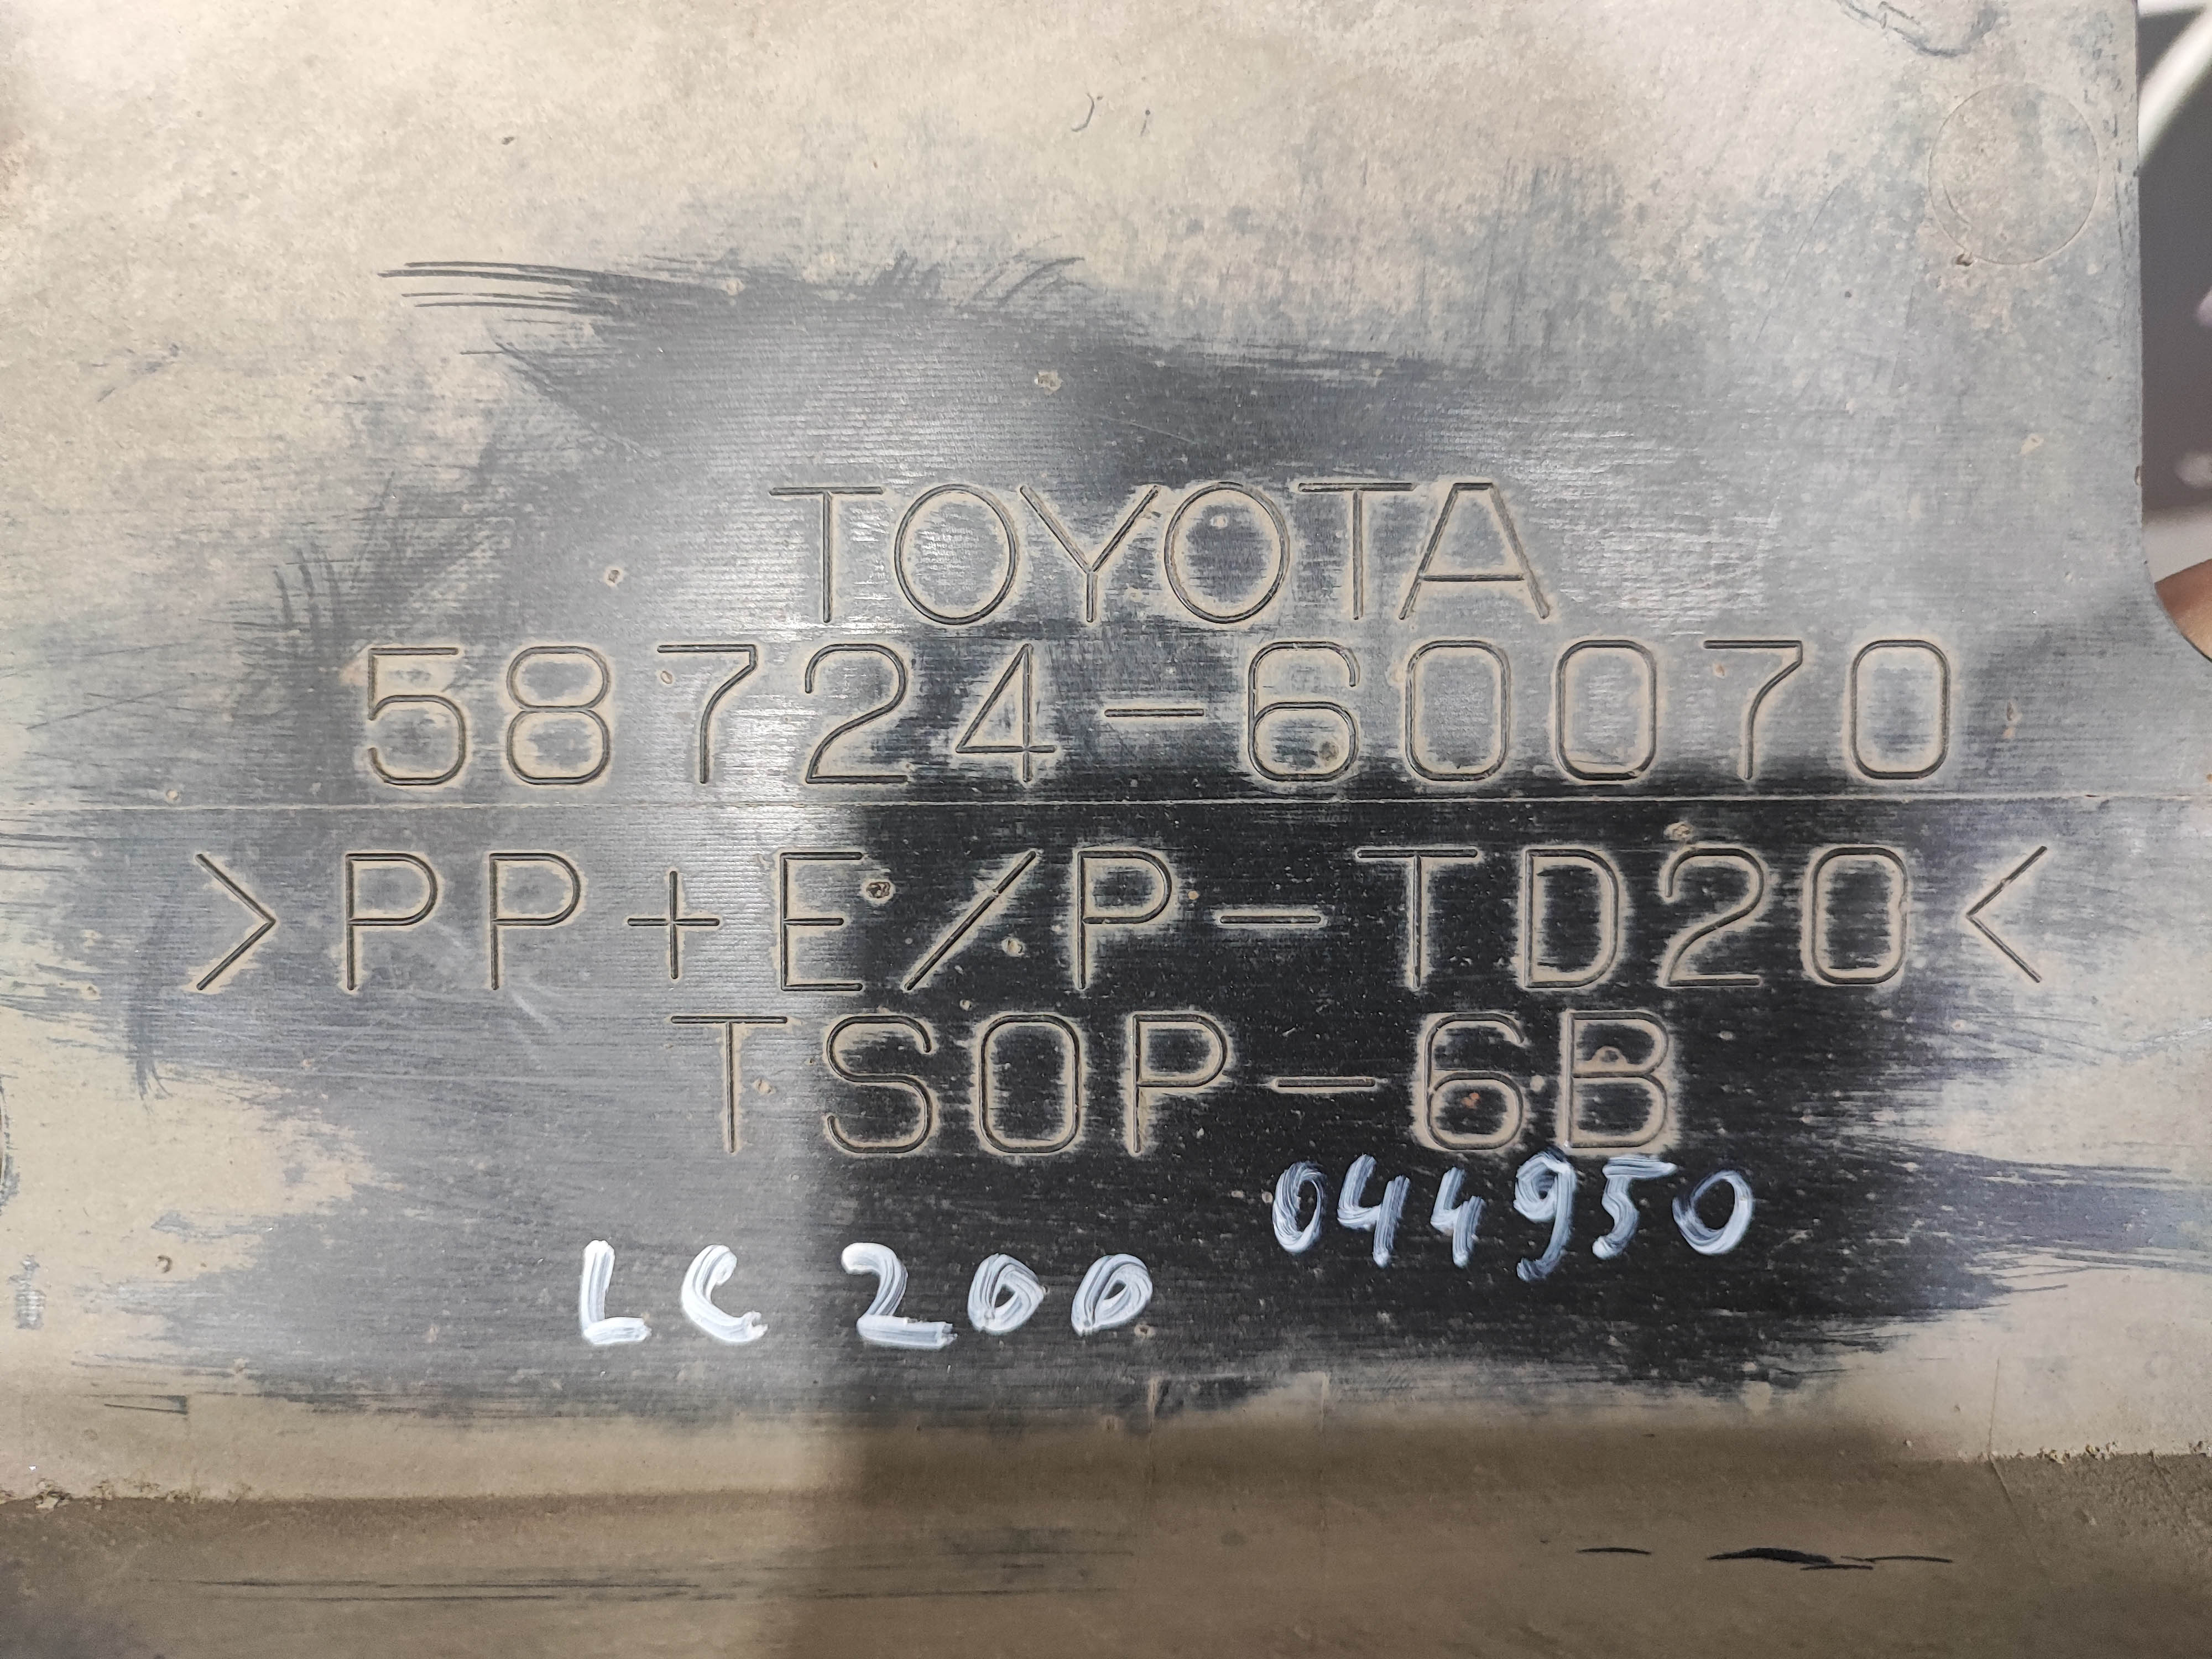 TOYOTA
58724-60070
>PP+E/P-TD20<
TSOP-6B
044950
LC 200